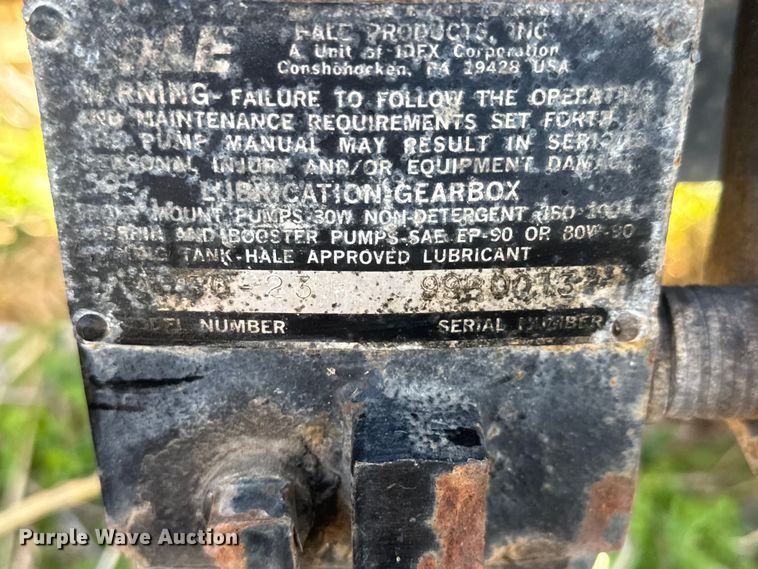 HALE PRODUCTS, INC.
A Unit of IDEX Corporation
Conshohocken, PA 19428 USA
WARNING- FAILURE TO FOLLOW THE OPERATING
AND MAINTENANCE REQUIREMENTS SET FORTH IN
PUMP MANUAL MAY RESULT IN SERIOUS
PERSONAL INJURY AND/OR EQUIPMENT DAMAGE
LUBRICATION-GEARBOX
MOUNT PUMPS-30W NON-DETERGENT
AND BOOSTER PUMPS-SAE EP-90 OR 80W-90
TANK-HALE APPROVED LUBRICANT
MODEL NUMBER SERIAL NUMBER
Purple Wave Auction